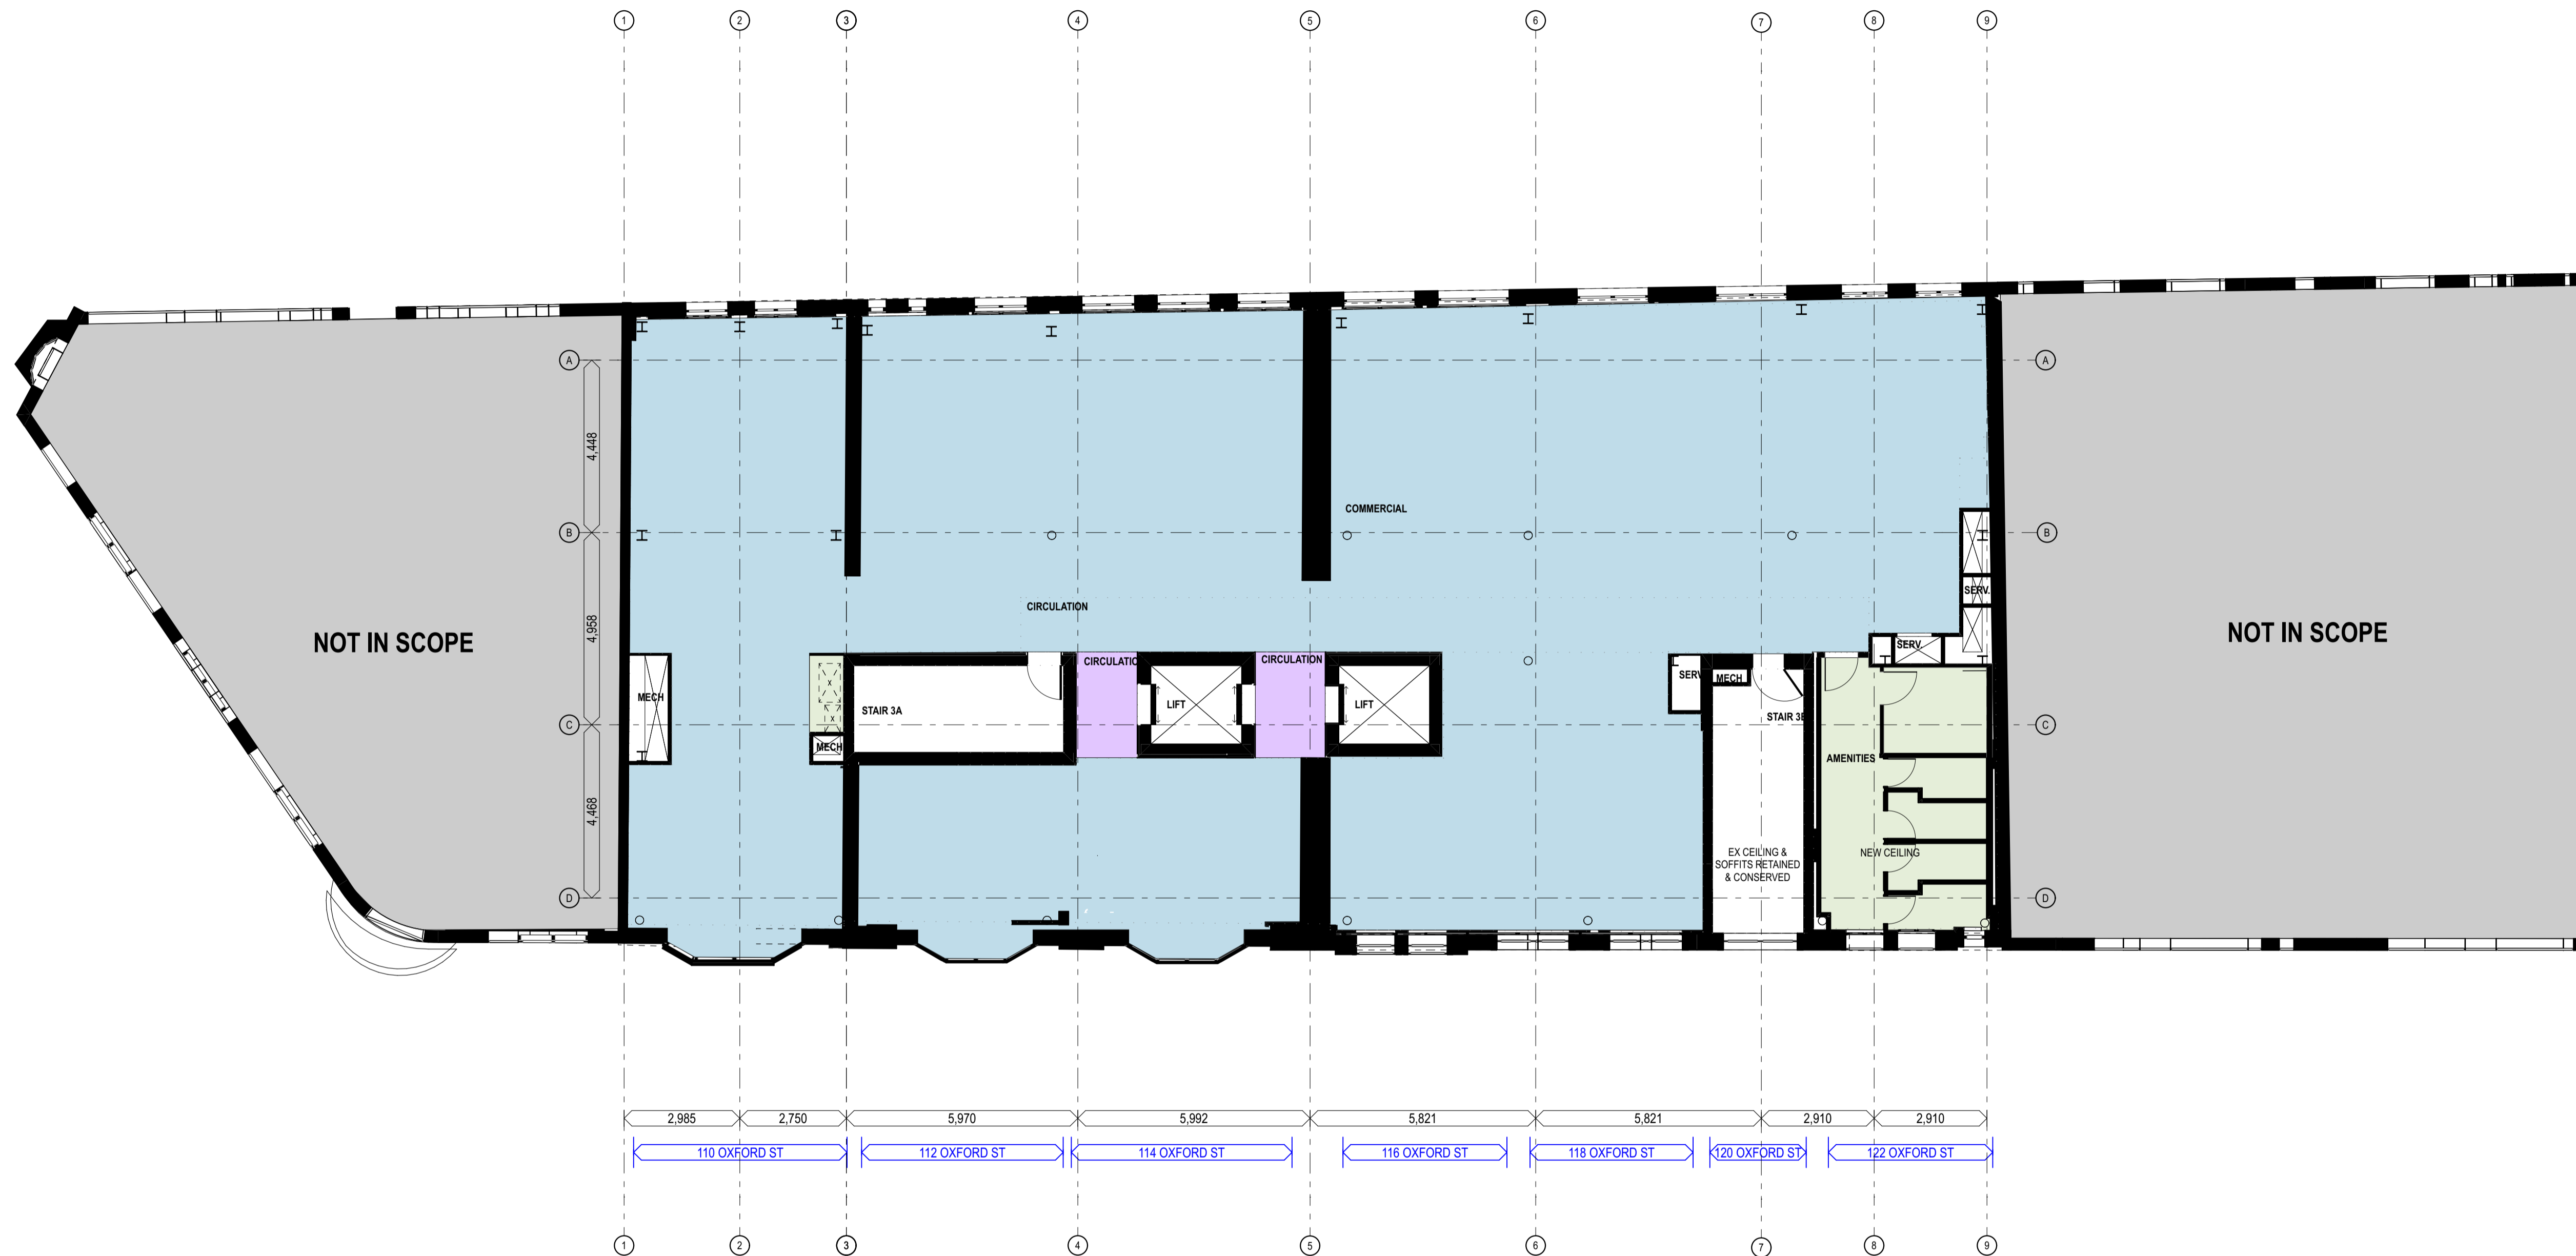 1 2 3 4 5 6 7 8 9
A A
4,448
COMMERCIAL
B B
SERV.
CIRCULATION
4,958
NOT IN SCOPE
NOT IN SCOPE
SERV.
CIRCULATIO
CIRCULATION
MECH
SERV
MECH
X
LIFT
LIFT
STAIR 3A
STAIR 3B
X
C C
MECH
AMENITIES
4,468
EX CEILING &
SOFFITS RETAINED
& CONSERVED
NEW CEILING
D D
2,985 2,750 5,970 5,992 5,821 5,821 2,910 2,910
110 OXFORD ST 112 OXFORD ST 114 OXFORD ST 116 OXFORD ST 118 OXFORD ST 120 OXFORD ST 122 OXFORD ST
1 2 3 4 5 6 7 8 9